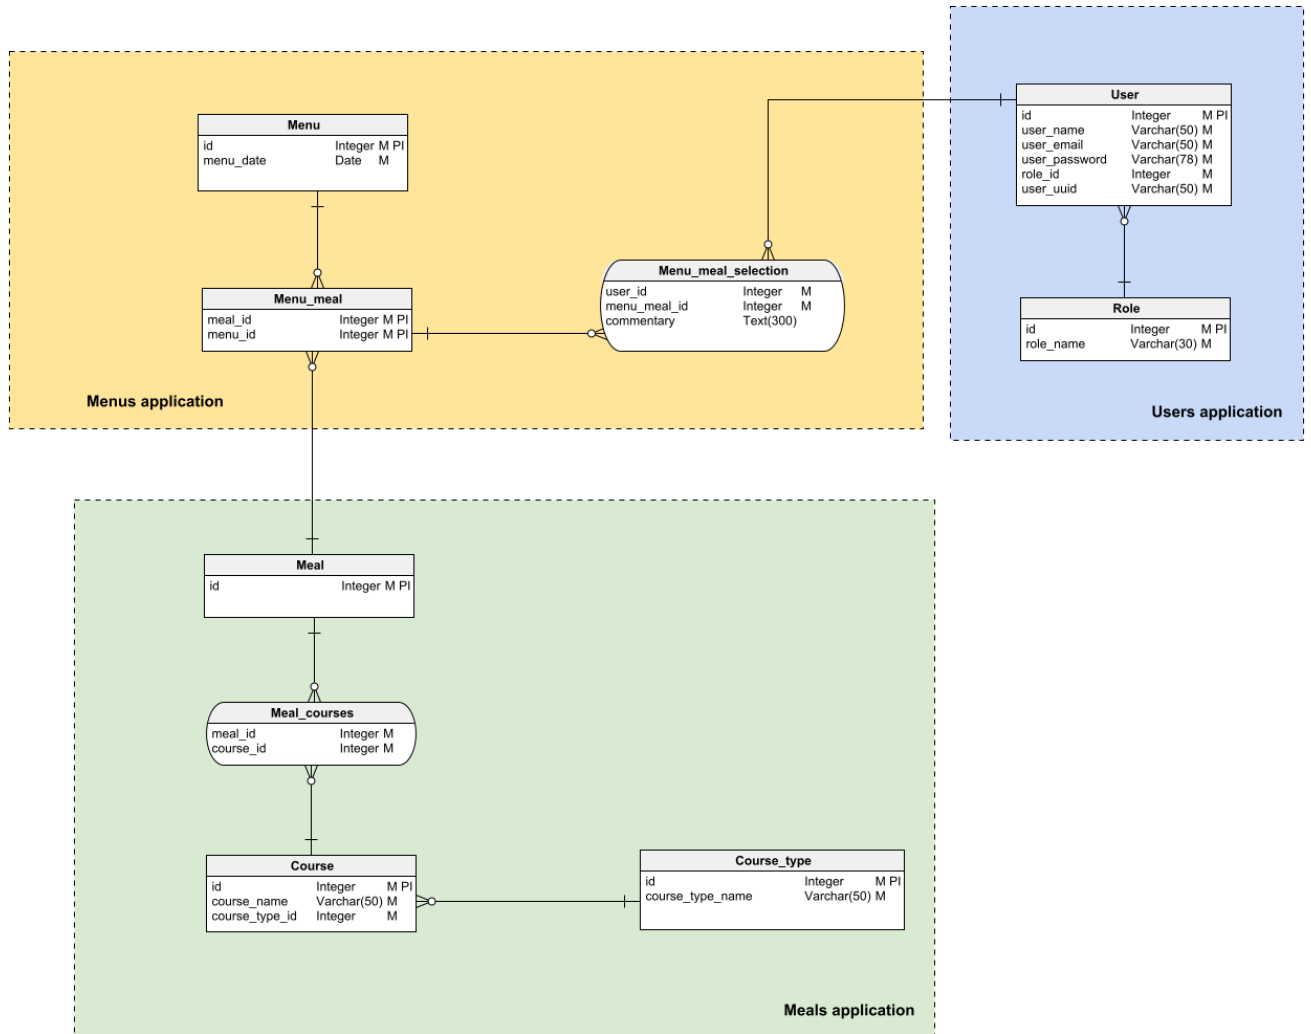 User
id Integer M PI
user_name Varchar(50) M
user_email Varchar(50) M
user_password Varchar(78) M
role_id Integer M
user_uuid Varchar(50) M
Role
id Integer M PI
role_name Varchar(30) M
Users application
Menu
id Integer M PI
menu_date Date M
Menu_meal
meal_id Integer M PI
menu_id Integer M PI
Menu_meal_selection
user_id Integer M
menu_meal_id Integer M
commentary Text(300)
Menus application
Meal
id Integer M PI
Meal_courses
meal_id Integer M
course_id Integer M
Course
id Integer M PI
course_name Varchar(50) M
course_type_id Integer M
Course_type
id Integer M PI
course_type_name Varchar(50) M
Meals application